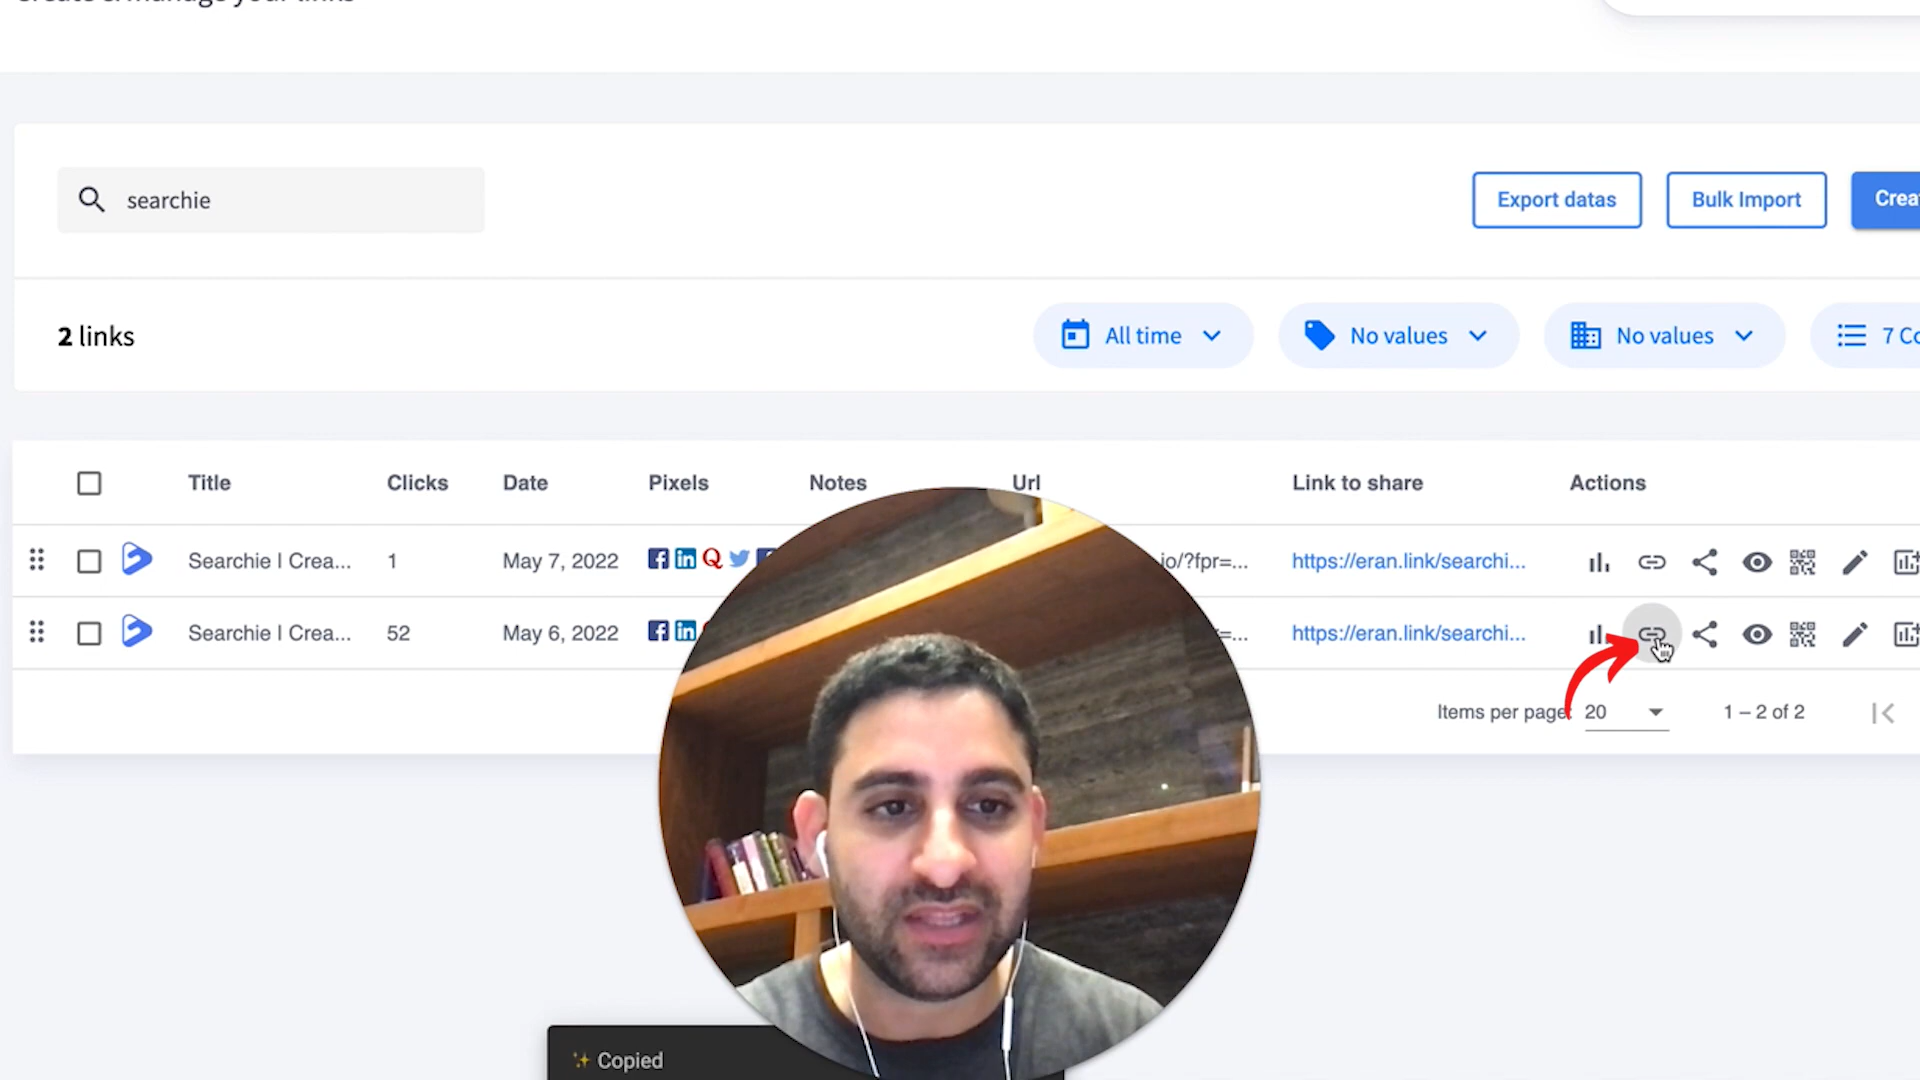 searchie
Export datas
Bulk Import
2 links
All time
No values
No values
7
Title
Clicks
Date
Pixels
Notes
Url
Link to share
Actions
Searchie | Crea...
1
May 7, 2022
io/?fpr=...
https://eran.link/searchi...
Searchie | Crea...
52
May 6, 2022
=...
https://eran.link/searchi...
Items per page:
20
1 – 2 of 2
✨ Copied